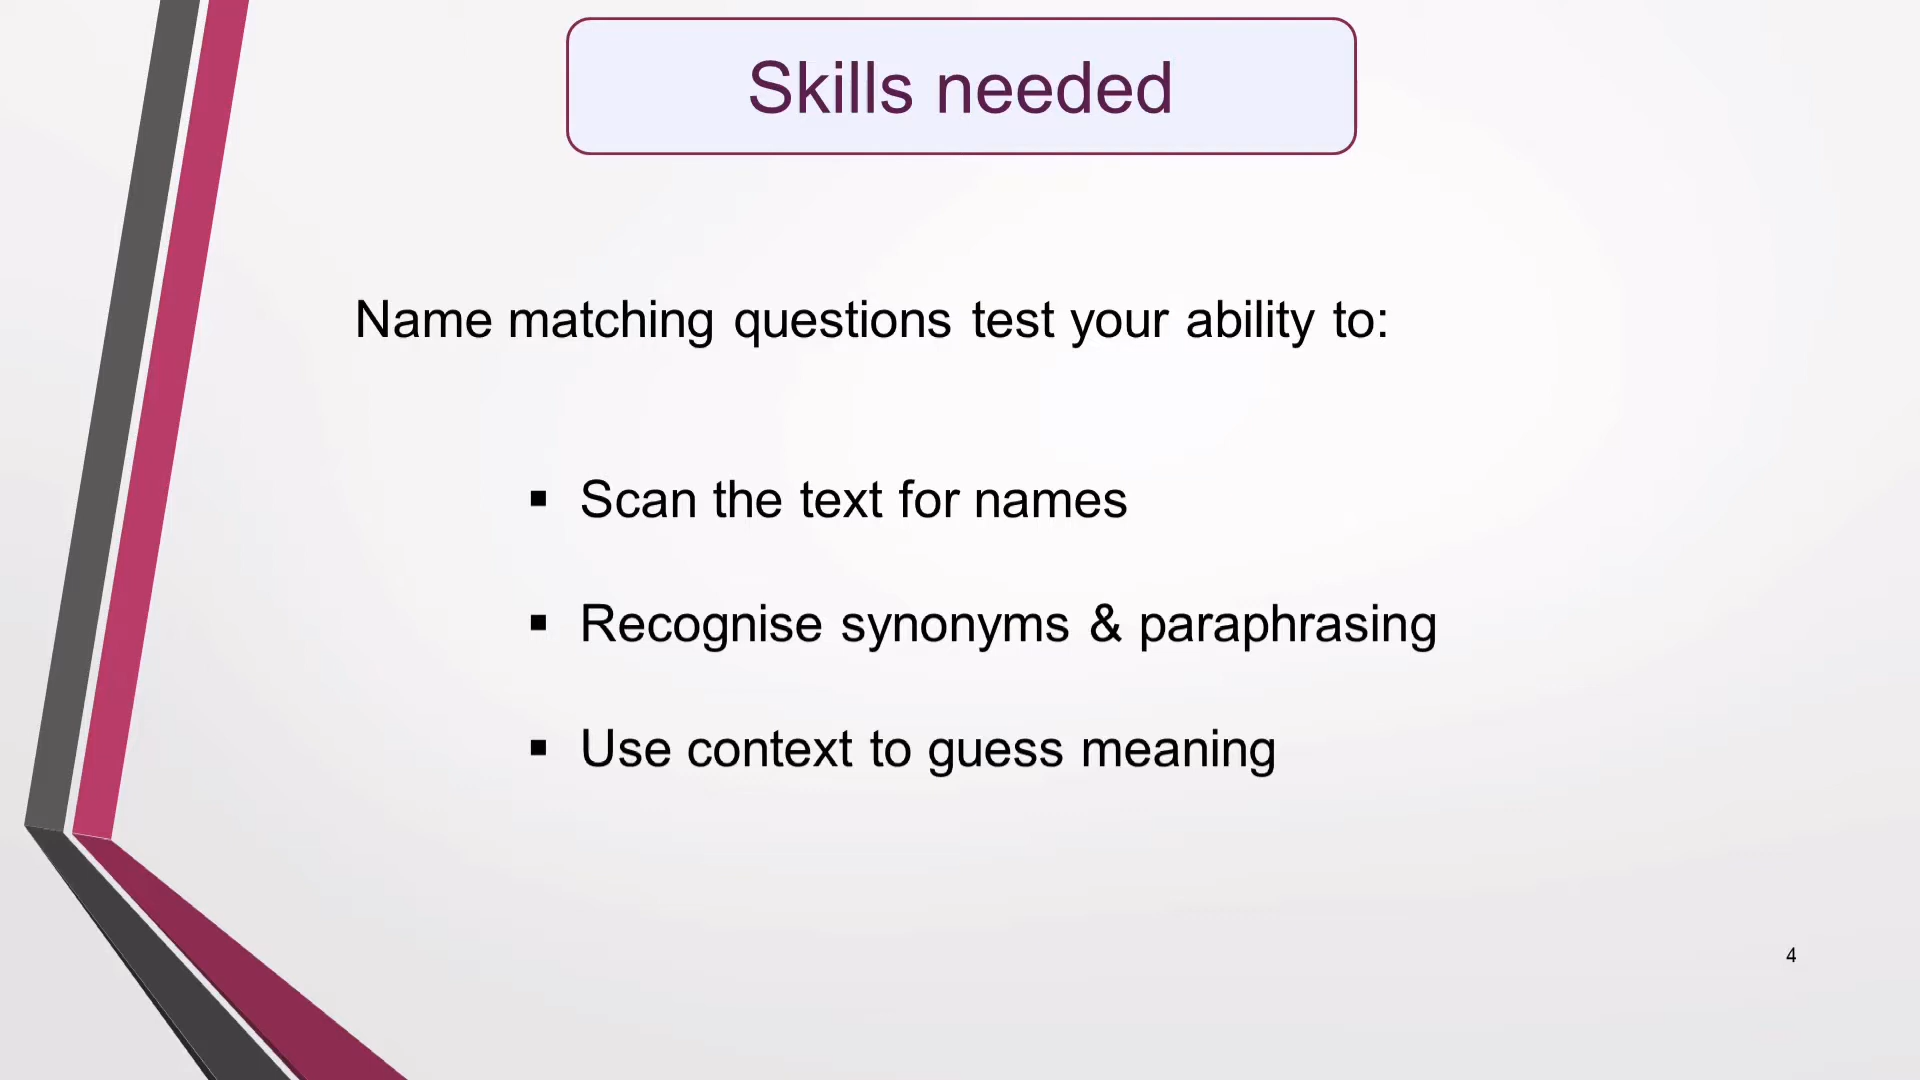 Skills needed
Name matching questions test your ability to:
▪ Scan the text for names
▪ Recognise synonyms & paraphrasing
▪ Use context to guess meaning
4